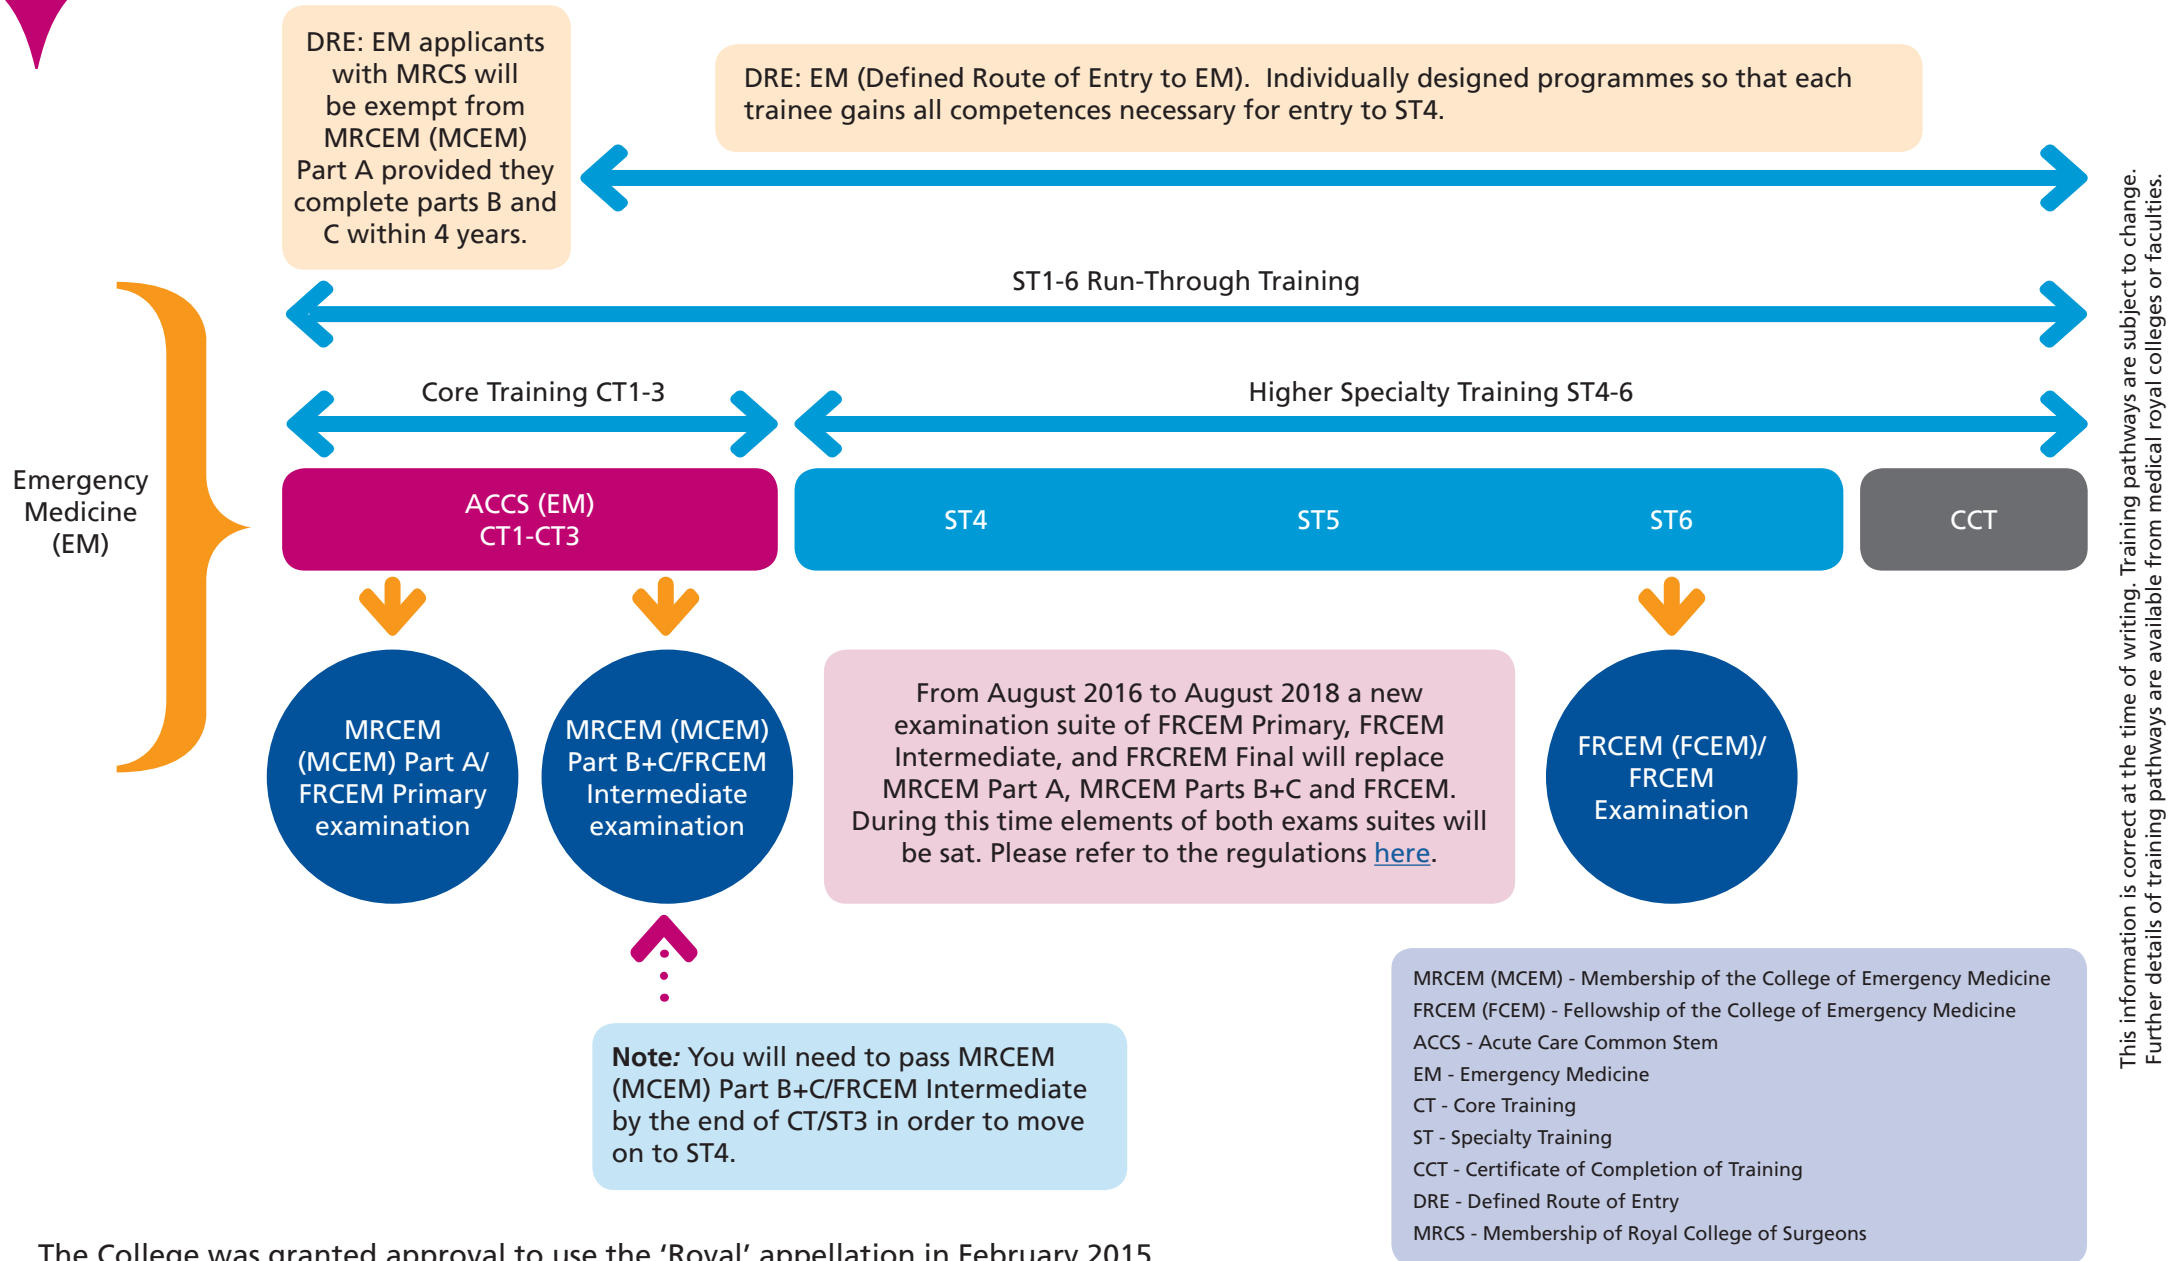 DRE: EM applicants
with MRCS will
be exempt from
MRCEM (MCEM)
Part A provided they
complete parts B and
C within 4 years.
DRE: EM (Defined Route of Entry to EM).  Individually designed programmes so that each
trainee gains all competences necessary for entry to ST4.
ST1-6 Run-Through Training
Core Training CT1-3
Higher Specialty Training ST4-6
Emergency
Medicine
(EM)
ACCS (EM)
CT1-CT3
ST4
ST5
ST6
CCT
MRCEM
(MCEM) Part A/
FRCEM Primary
examination
MRCEM (MCEM)
Part B+C/FRCEM
Intermediate
examination
From August 2016 to August 2018 a new
examination suite of FRCEM Primary, FRCEM
Intermediate, and FRCREM Final will replace
MRCEM Part A, MRCEM Parts B+C and FRCEM.
During this time elements of both exams suites will
be sat. Please refer to the regulations here.
FRCEM (FCEM)/
FRCEM
Examination
Note: You will need to pass MRCEM
(MCEM) Part B+C/FRCEM Intermediate
by the end of CT/ST3 in order to move
on to ST4.
MRCEM (MCEM) - Membership of the College of Emergency Medicine
FRCEM (FCEM) - Fellowship of the College of Emergency Medicine
ACCS - Acute Care Common Stem
EM - Emergency Medicine
CT - Core Training
ST - Specialty Training
CCT - Certificate of Completion of Training
DRE - Defined Route of Entry
MRCS - Membership of Royal College of Surgeons
The College was granted approval to use the ‘Royal’ appellation in February 2015
This information is correct at the time of writing. Training pathways are subject to change.
Further details of training pathways are available from medical royal colleges or faculties.